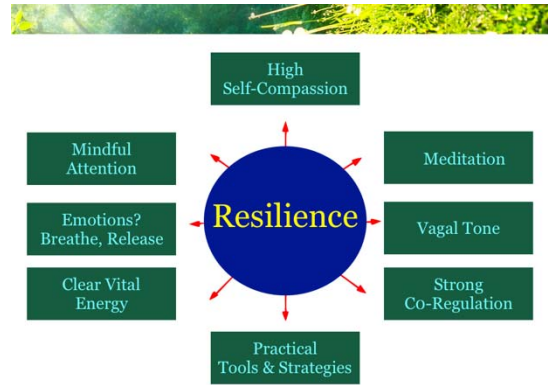 High
Self-Compassion
Mindful
Attention
Meditation
Emotions?
Breathe, Release
Resilience
Vagal Tone
Clear Vital
Energy
Strong
Co-Regulation
Practical
Tools & Strategies